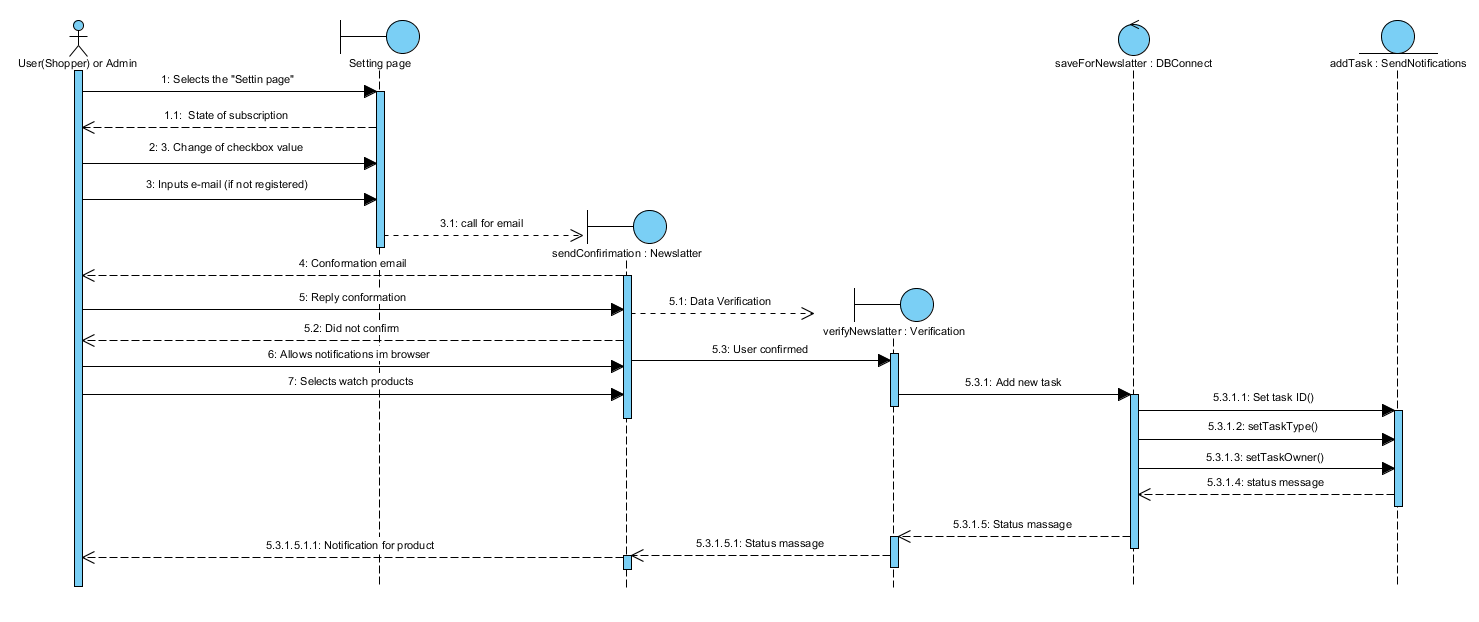 User(Shopper) or Admin
Setting page
saveForNewslatter : DBConnect
addTask : SendNotifications
1: Selects the "Settin page"
1.1:  State of subscription
2: 3. Change of checkbox value
3: Inputs e-mail (if not registered)
3.1: call for email
sendConfirimation : Newslatter
4: Conformation email
5: Reply conformation
5.1: Data Verification
verifyNewslatter : Verification
5.2: Did not confirm
5.3: User confirmed
6: Allows notifications im browser
7: Selects watch products
5.3.1: Add new task
5.3.1.1: Set task ID()
5.3.1.2: setTaskType()
5.3.1.3: setTaskOwner()
5.3.1.4: status message
5.3.1.5: Status massage
5.3.1.5.1: Status massage
5.3.1.5.1.1: Notification for product